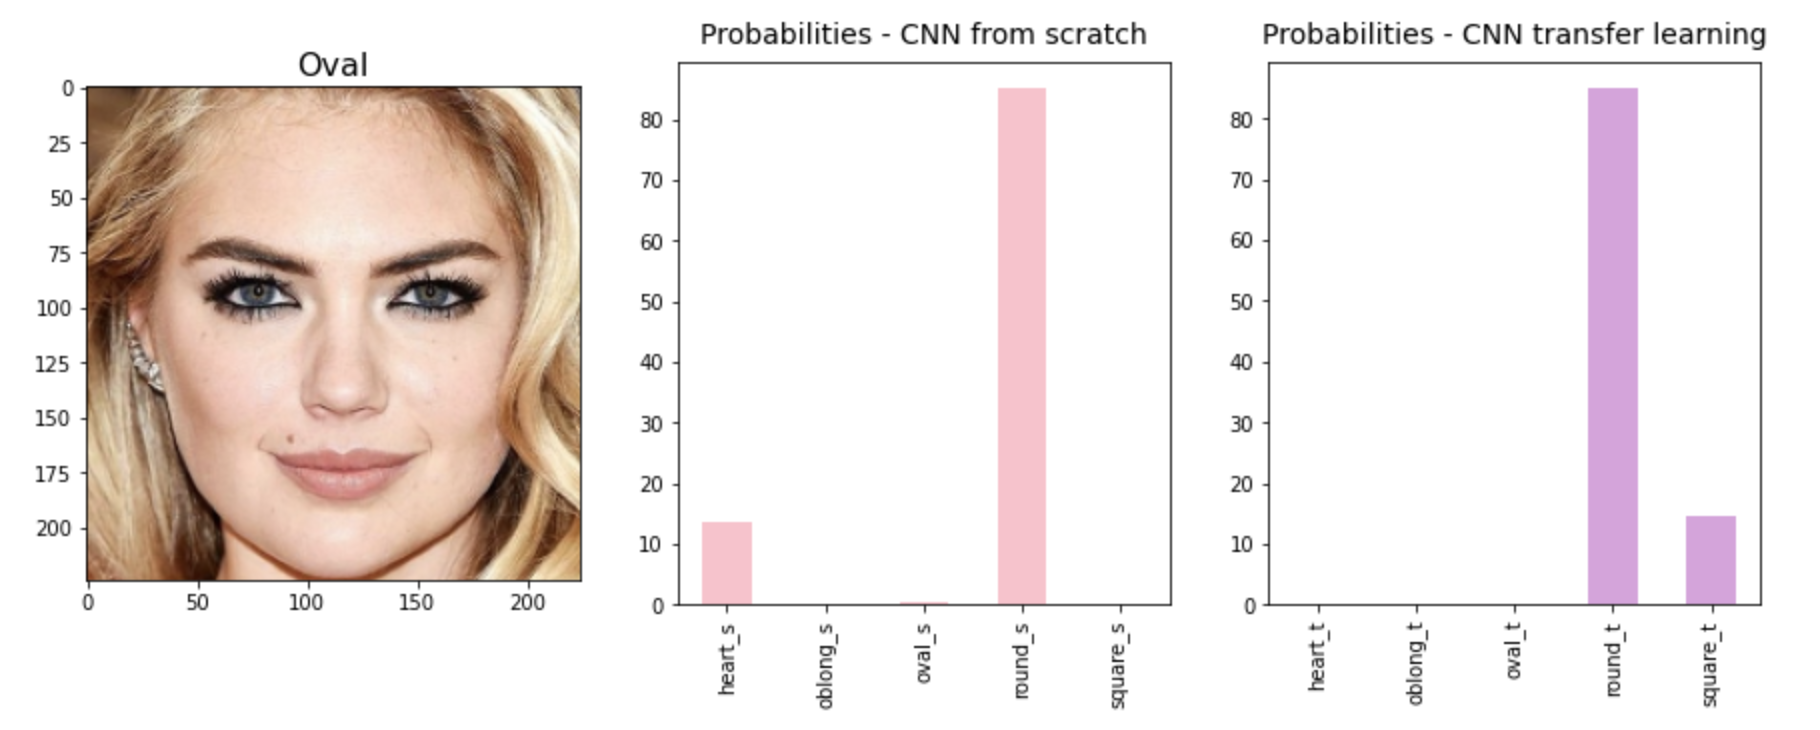 Oval
0
25
50
75
100
125
150
175
200
0 50 100 150 200
Probabilities - CNN from scratch
80
70
60
50
40
30
20
10
0
heart_s
oblong_s
oval_s
round_s
square_s
Probabilities - CNN transfer learning
80
70
60
50
40
30
20
10
0
heart_t
oblong_t
oval_t
round_t
square_t